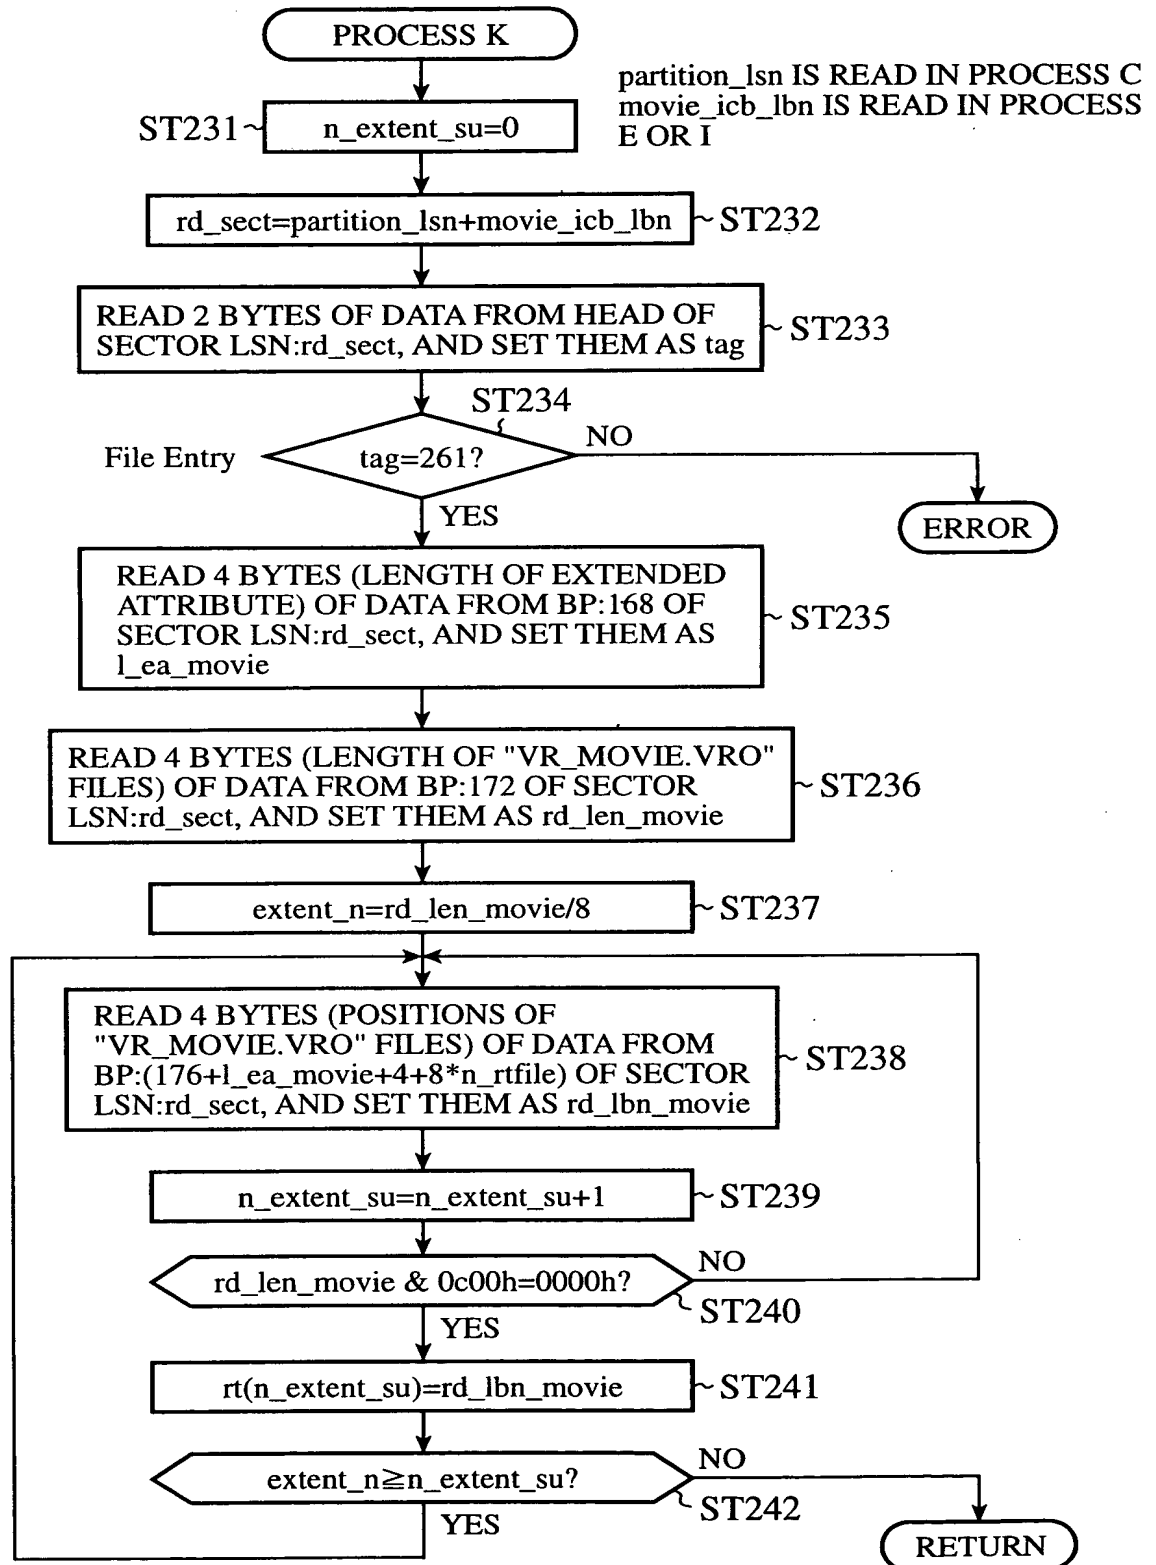 PROCESS K
partition_lsn IS READ IN PROCESS C
movie_icb_lbn IS READ IN PROCESS
E OR I
ST231
n_extent_su=0
rd_sect=partition_lsn+movie_icb_lbn
ST232
READ 2 BYTES OF DATA FROM HEAD OF
SECTOR LSN:rd_sect, AND SET THEM AS tag
ST233
ST234
File Entry
tag=261?
NO
YES
ERROR
READ 4 BYTES (LENGTH OF EXTENDED
ATTRIBUTE) OF DATA FROM BP:168 OF
SECTOR LSN:rd_sect, AND SET THEM AS
l_ea_movie
ST235
READ 4 BYTES (LENGTH OF "VR_MOVIE.VRO"
FILES) OF DATA FROM BP:172 OF SECTOR
LSN:rd_sect, AND SET THEM AS rd_len_movie
ST236
extent_n=rd_len_movie/8
ST237
READ 4 BYTES (POSITIONS OF
"VR_MOVIE.VRO" FILES) OF DATA FROM
BP:(176+l_ea_movie+4+8*n_rtfile) OF SECTOR
LSN:rd_sect, AND SET THEM AS rd_lbn_movie
ST238
n_extent_su=n_extent_su+1
ST239
rd_len_movie & 0c00h=0000h?
NO
ST240
YES
rt(n_extent_su)=rd_lbn_movie
ST241
extent_n≧n_extent_su?
NO
ST242
YES
RETURN